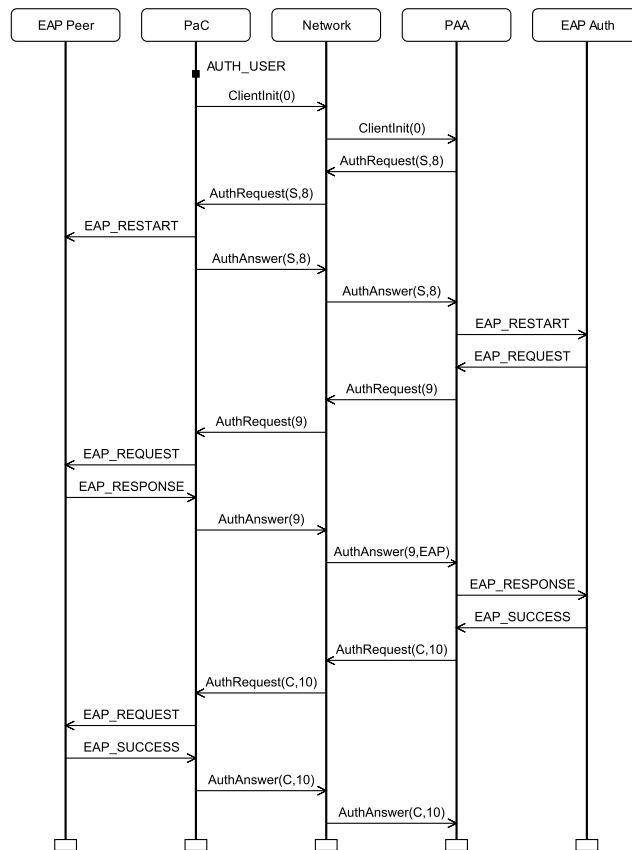 EAP Peer
PaC
Network
PAA
EAP Auth
AUTH_USER
ClientInit(0)
ClientInit(0)
AuthRequest(S,8)
AuthRequest(S,8)
EAP_RESTART
AuthAnswer(S,8)
AuthAnswer(S,8)
EAP_RESTART
EAP_REQUEST
AuthRequest(9)
AuthRequest(9)
EAP_REQUEST
EAP_RESPONSE
AuthAnswer(9)
AuthAnswer(9,EAP)
EAP_RESPONSE
EAP_SUCCESS
AuthRequest(C,10)
AuthRequest(C,10)
EAP_REQUEST
EAP_SUCCESS
AuthAnswer(C,10)
AuthAnswer(C,10)